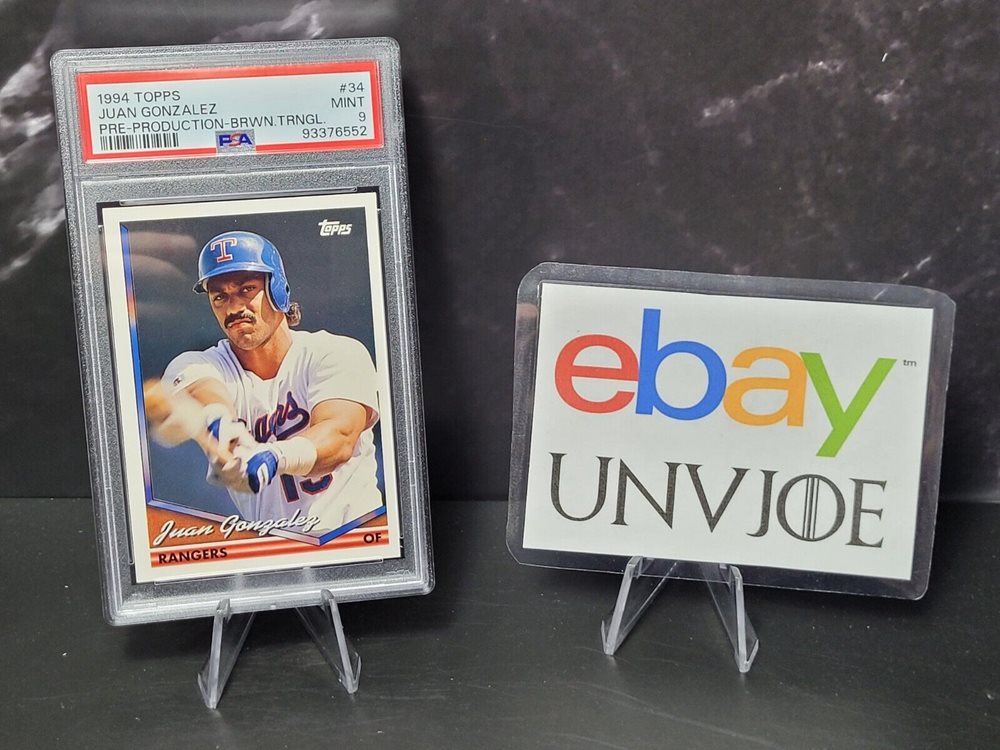 1994 TOPPS #34
JUAN GONZALEZ MINT
PRE-PRODUCTION-BRWN.TRNGL. 9
PSA 93376552
topps
T
Juan Gonzalez
RANGERS OF
ebay™
UNVJOE